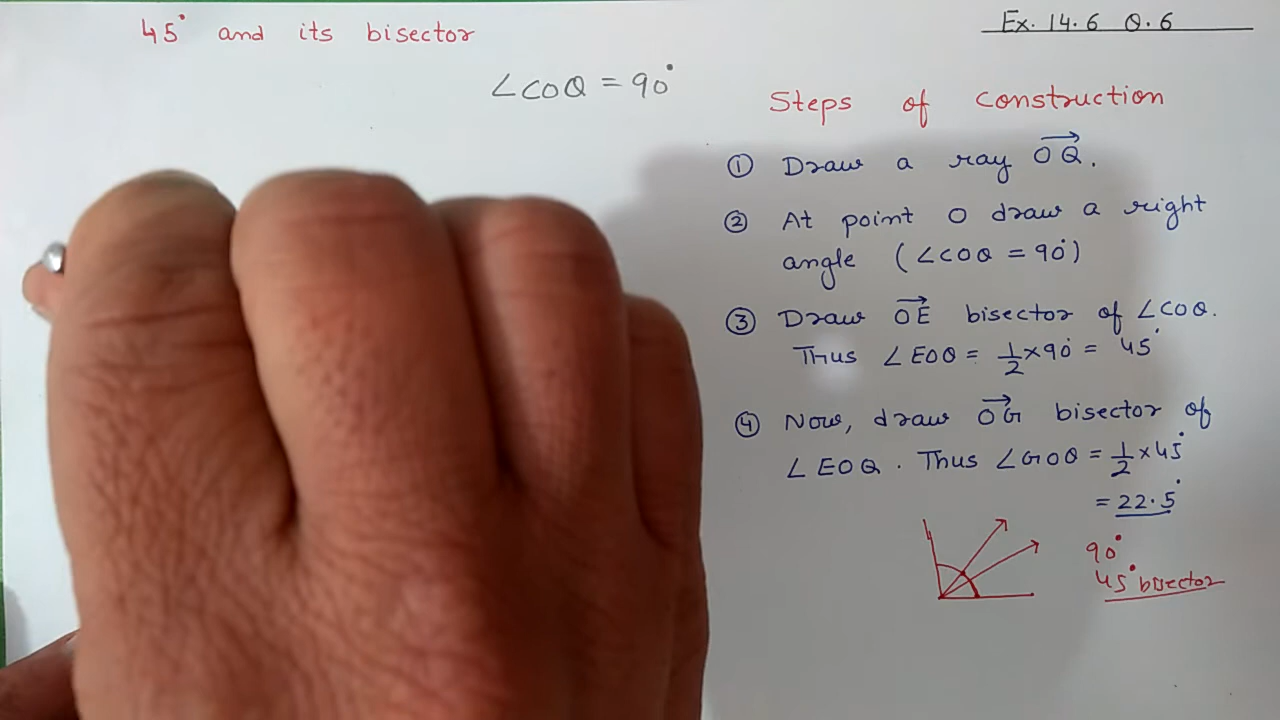 45° and its bisector
Ex. 14.6 Q.6
∠COQ = 90°
Steps of construction
① Draw a ray →OQ.
② At point O draw a right
angle (∠COQ = 90°)
③ Draw →OE bisector of ∠COQ.
Thus ∠EOQ = 1/2 × 90° = 45°
④ Now, draw →OG bisector of
∠EOQ. Thus ∠GOQ = 1/2 × 45°
= 22.5°
90°
45° bisector